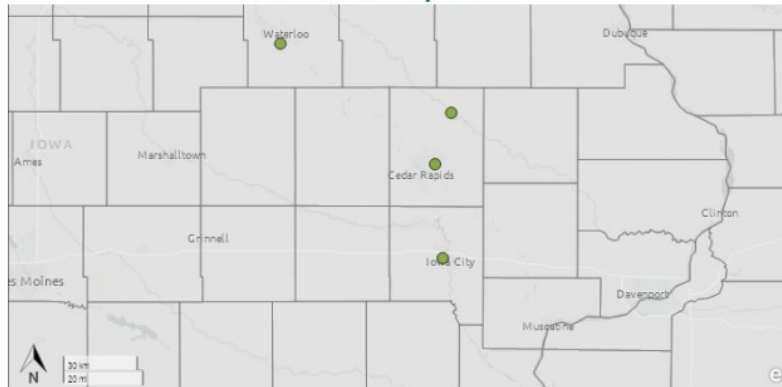 Waterloo
Dubuque
IOWA
Ames
Marshalltown
Cedar Rapids
Clinton
Grinnell
Iowa City
es Moines
Davenport
Muscatine
N
30 km
20 mi
e